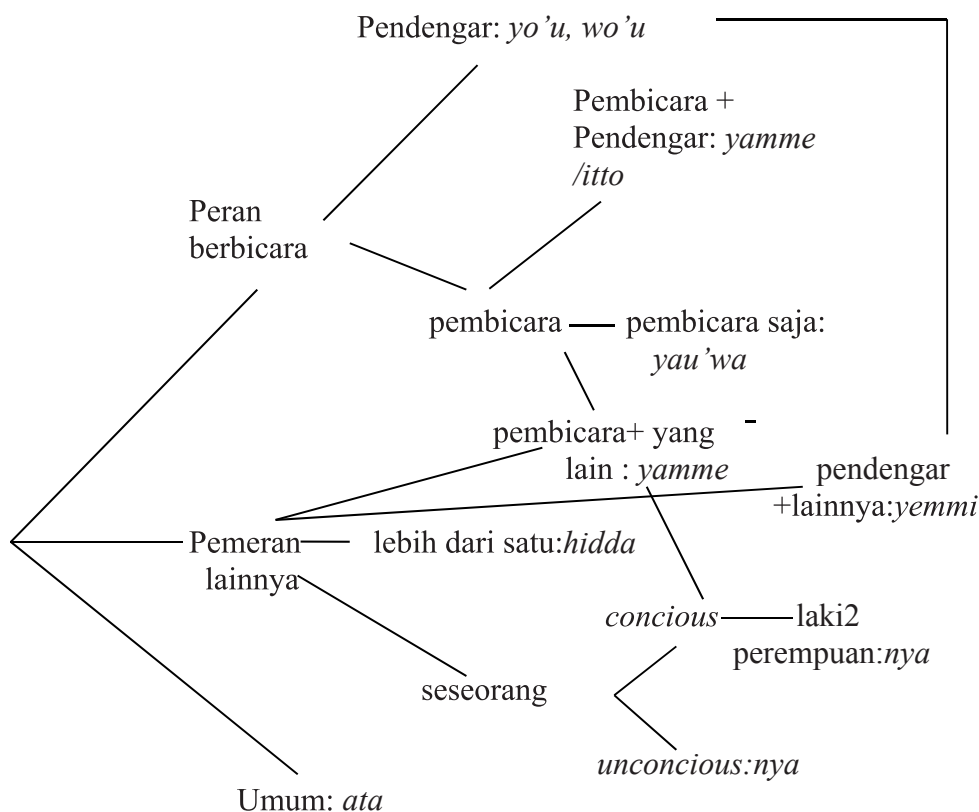 Pendengar: yo’u, wo’u
Pembicara +
Pendengar: yamme
/itto
Peran
berbicara
pembicara
pembicara saja:
yau’wa
pembicara+ yang
lain : yamme
pendengar
+lainnya:yemmi
Pemeran
lainnya
lebih dari satu:hidda
concious
laki2
perempuan:nya
seseorang
unconcious:nya
Umum: ata